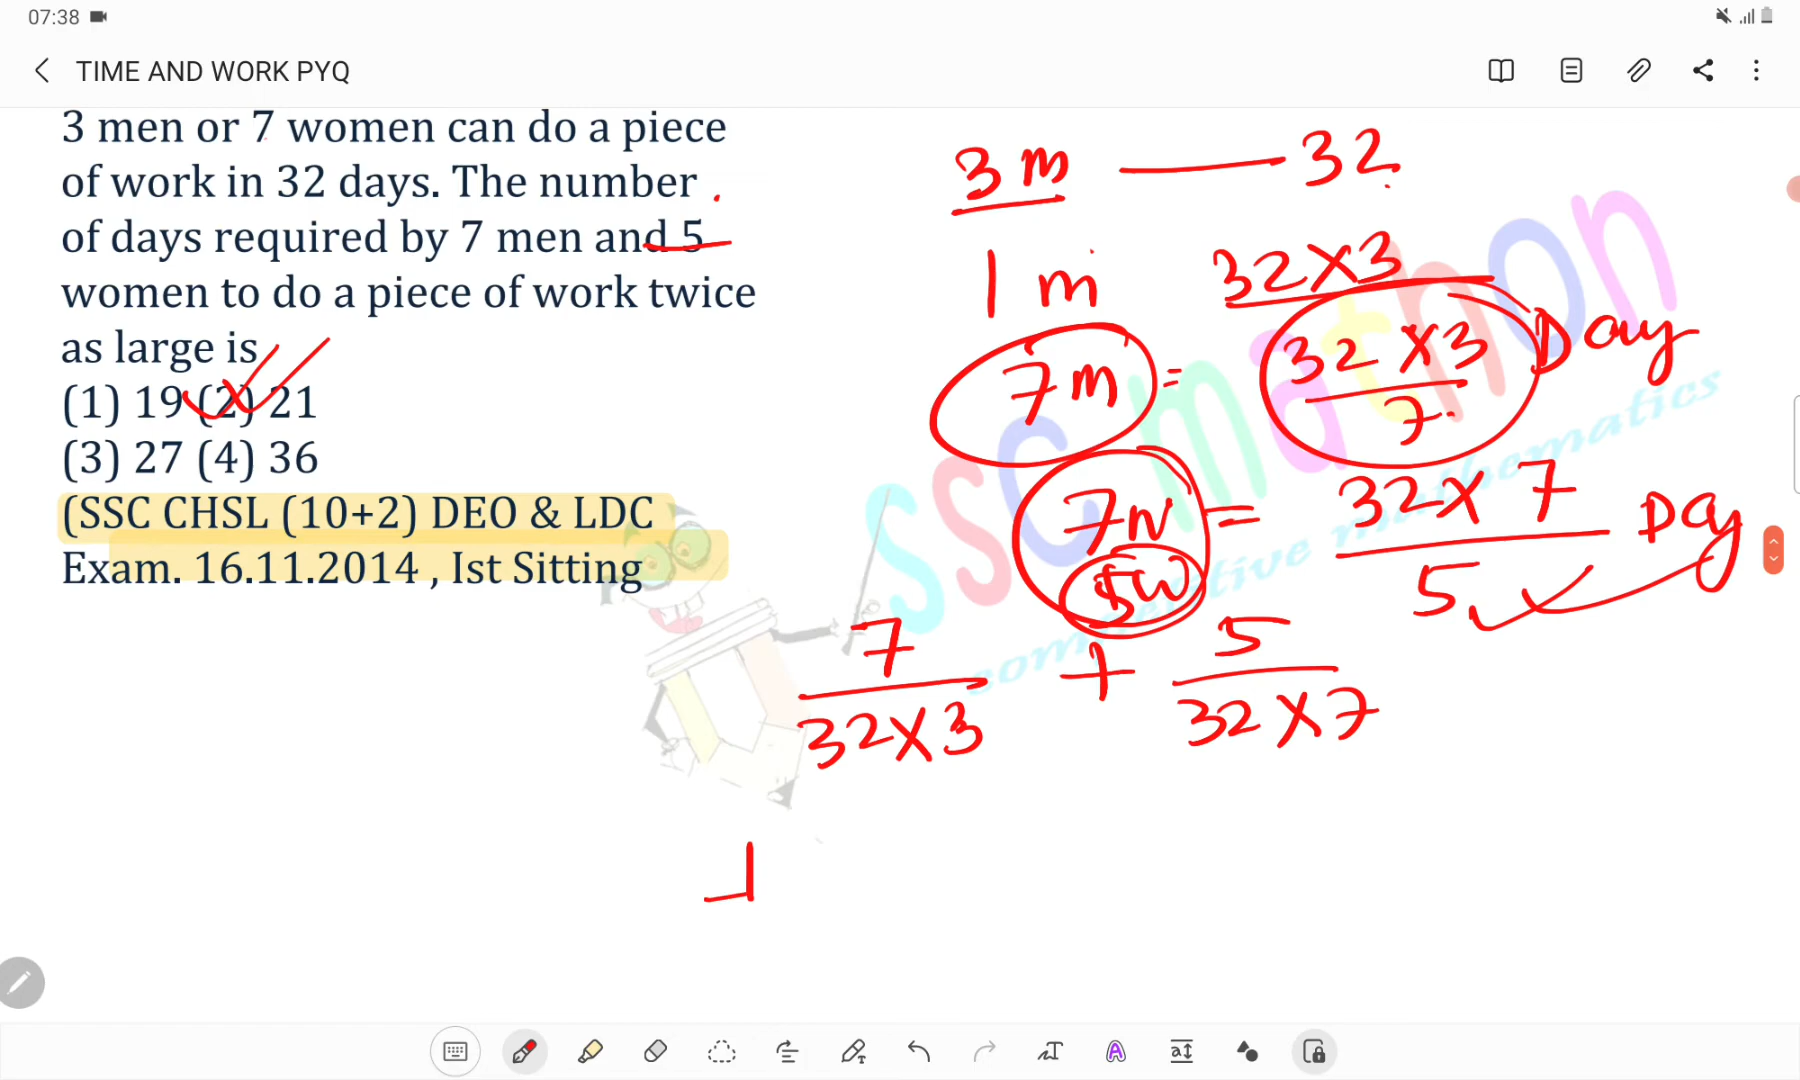 07:38
TIME AND WORK PYQ
3 men or 7 women can do a piece
of work in 32 days. The number
of days required by 7 men and 5
women to do a piece of work twice
as large is
(1) 19 (2) 21
(3) 27 (4) 36
(SSC CHSL (10+2) DEO & LDC
Exam. 16.11.2014 , Ist Sitting
3 m — 32
1 m 32×3
7m = 32 ×3 Day
7
7W = 32 × 7 Day
5W 5
7 + 5
32×3 32×7
1
ssc mathon
competitive mathematics